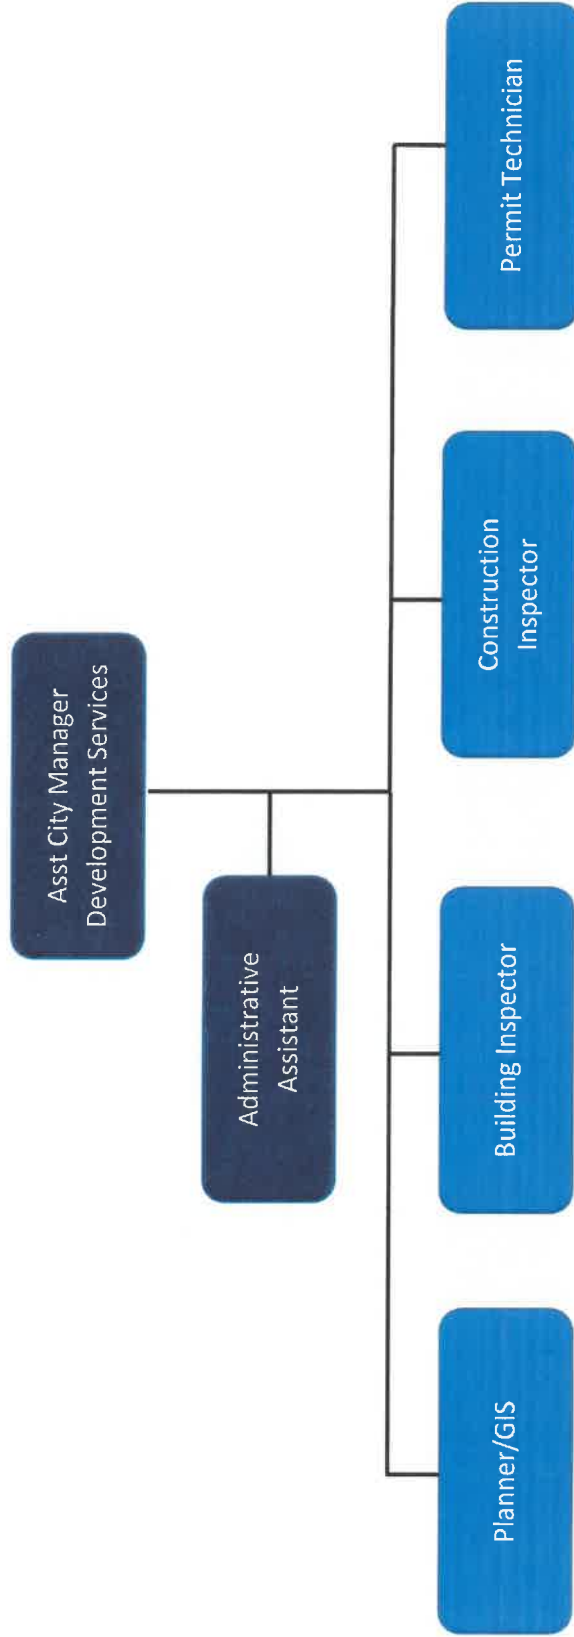 Asst City Manager
Development Services
Administrative
Assistant
Planner/GIS
Building Inspector
Construction
Inspector
Permit Technician